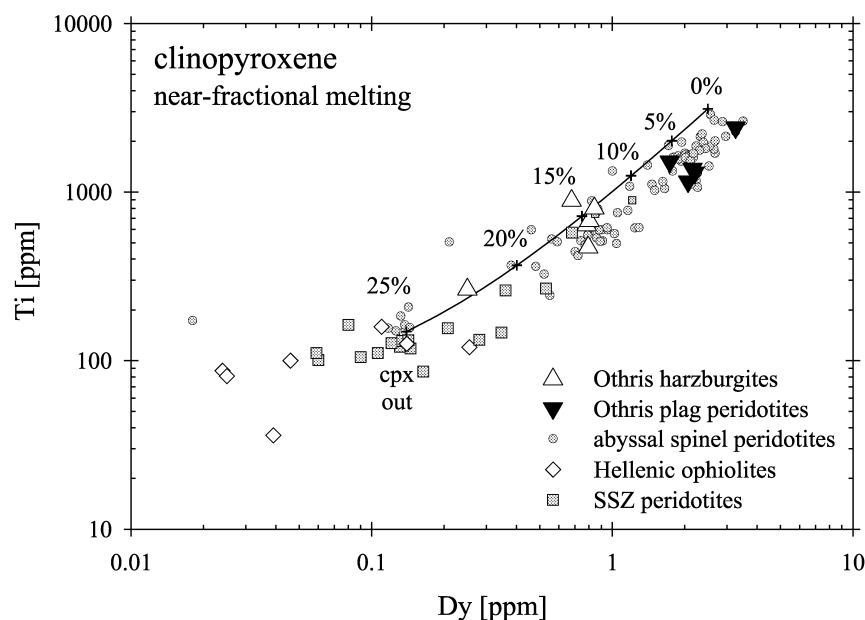 10000
1000
100
10
Ti [ppm]
clinopyroxene
near-fractional melting
0%
5%
10%
15%
20%
25%
cpx
out
Othris harzburgites
Othris plag peridotites
abyssal spinel peridotites
Hellenic ophiolites
SSZ peridotites
0.01
0.1
1
10
Dy [ppm]